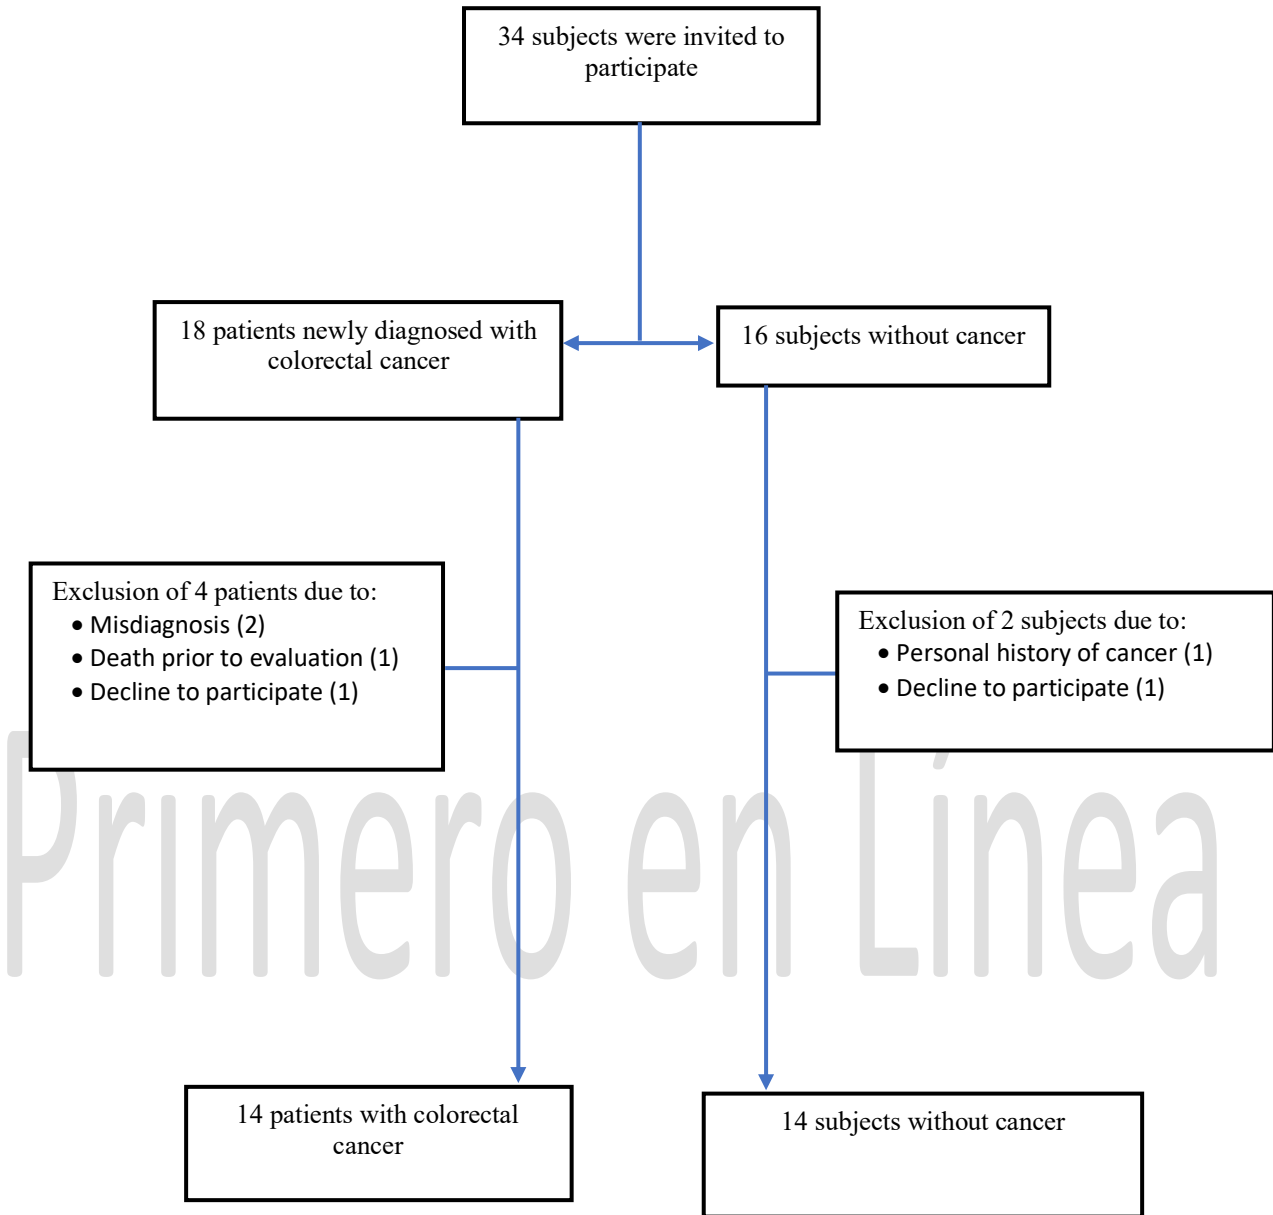 34 subjects were invited to
participate
18 patients newly diagnosed with
colorectal cancer
16 subjects without cancer
Exclusion of 4 patients due to:
• Misdiagnosis (2)
• Death prior to evaluation (1)
• Decline to participate (1)
Exclusion of 2 subjects due to:
• Personal history of cancer (1)
• Decline to participate (1)
Primero en Línea
14 patients with colorectal
cancer
14 subjects without cancer